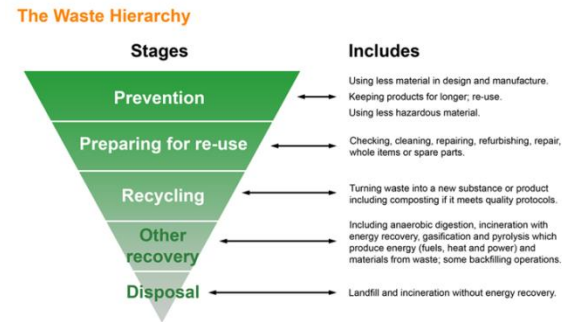 The Waste Hierarchy
Stages
Includes
Prevention
Using less material in design and manufacture.
Keeping products for longer; re-use.
Using less hazardous material.
Preparing for re-use
Checking, cleaning, repairing, refurbishing, repair,
whole items or spare parts.
Recycling
Turning waste into a new substance or product
including composting if it meets quality protocols.
Other
recovery
Including anaerobic digestion, incineration with
energy recovery, gasification and pyrolysis which
produce energy (fuels, heat and power) and
materials from waste; some backfilling operations.
Disposal
Landfill and incineration without energy recovery.